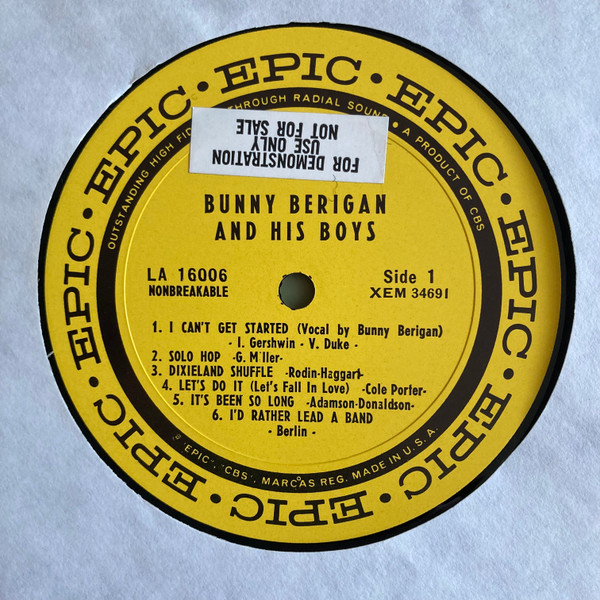 EPIC • EPIC • EPIC • EPIC • EPIC • EPIC • EPIC • EPIC •
OUTSTANDING HIGH FID THROUGH RADIAL SOUND • A PRODUCT OF CBS
FOR DEMONSTRATION
USE ONLY
NOT FOR SALE
BUNNY BERIGAN
AND HIS BOYS
LA 16006
NONBREAKABLE
Side 1
XEM 34691
1. I CAN'T GET STARTED (Vocal by Bunny Berigan)
- I. Gershwin - V. Duke -
2. SOLO HOP -G. Miller-
3. DIXIELAND SHUFFLE -Rodin-Haggart-
4. LET'S DO IT (Let's Fall In Love) -Cole Porter-
5. IT'S BEEN SO LONG -Adamson-Donaldson-
6. I'D RATHER LEAD A BAND
- Berlin -
"EPIC", "CBS", MARCAS REG. MADE IN U.S.A.